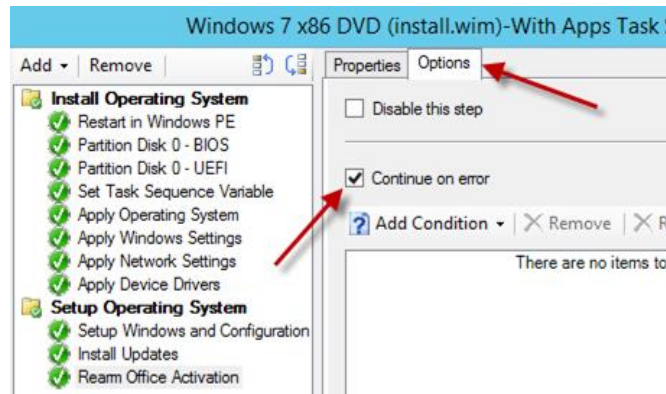 Windows 7 x86 DVD (install.wim)-With Apps Task
Add Remove
Properties Options
Install Operating System
Restart in Windows PE
Partition Disk 0 - BIOS
Partition Disk 0 - UEFI
Set Task Sequence Variable
Apply Operating System
Apply Windows Settings
Apply Network Settings
Apply Device Drivers
Setup Operating System
Setup Windows and Configuration
Install Updates
Rearm Office Activation
Disable this step
Continue on error
Add Condition Remove R
There are no items to